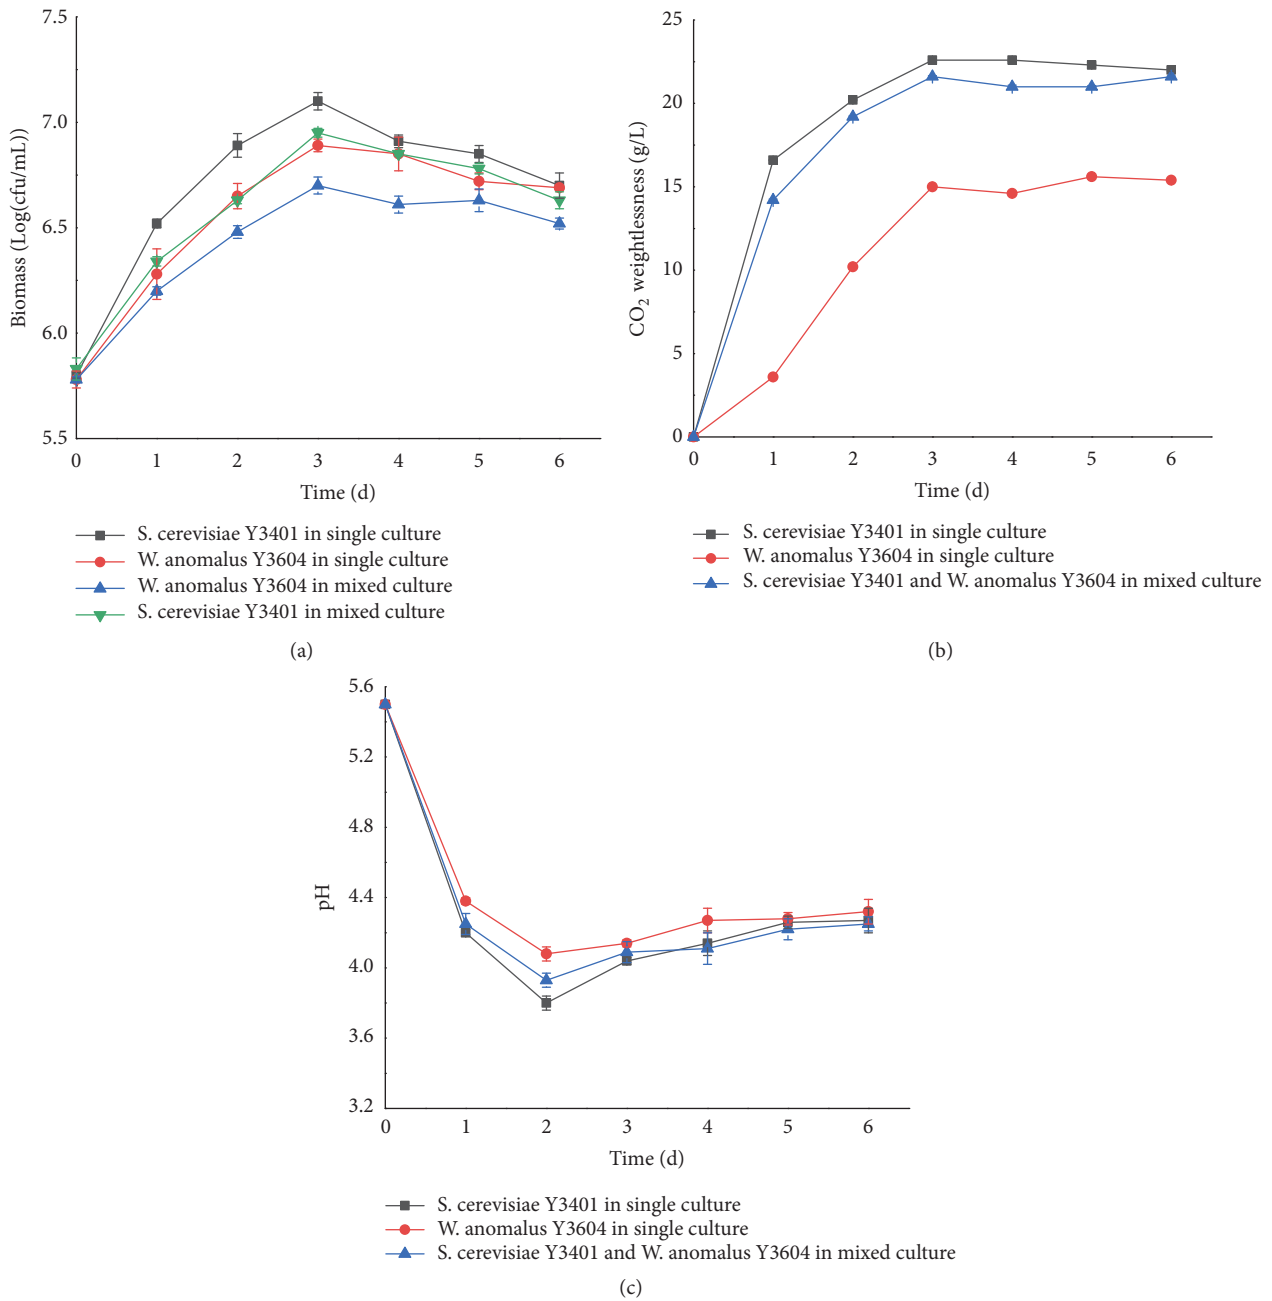 7.5
7.0
6.5
6.0
5.5
Biomass (Log(cfu/mL))
0 1 2 3 4 5 6
Time (d)
S. cerevisiae Y3401 in single culture
W. anomalus Y3604 in single culture
W. anomalus Y3604 in mixed culture
S. cerevisiae Y3401 in mixed culture
(a)
25
20
15
10
5
0
CO2 weightlessness (g/L)
0 1 2 3 4 5 6
Time (d)
S. cerevisiae Y3401 in single culture
W. anomalus Y3604 in single culture
S. cerevisiae Y3401 and W. anomalus Y3604 in mixed culture
(b)
5.6
5.2
4.8
4.4
4.0
3.6
3.2
pH
0 1 2 3 4 5 6
Time (d)
S. cerevisiae Y3401 in single culture
W. anomalus Y3604 in single culture
S. cerevisiae Y3401 and W. anomalus Y3604 in mixed culture
(c)